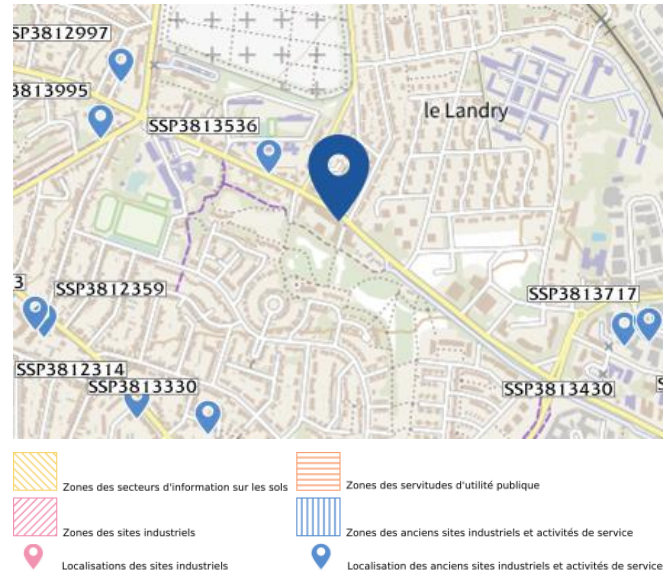 SP3812997
3813995
SSP3813536
le Landry
3
SSP3812359
SSP3813717
SSP3812314
SSP3813330
SSP3813430
S
Zones des secteurs d'information sur les sols
Zones des servitudes d'utilité publique
Zones des sites industriels
Zones des anciens sites industriels et activités de service
Localisations des sites industriels
Localisation des anciens sites industriels et activités de service